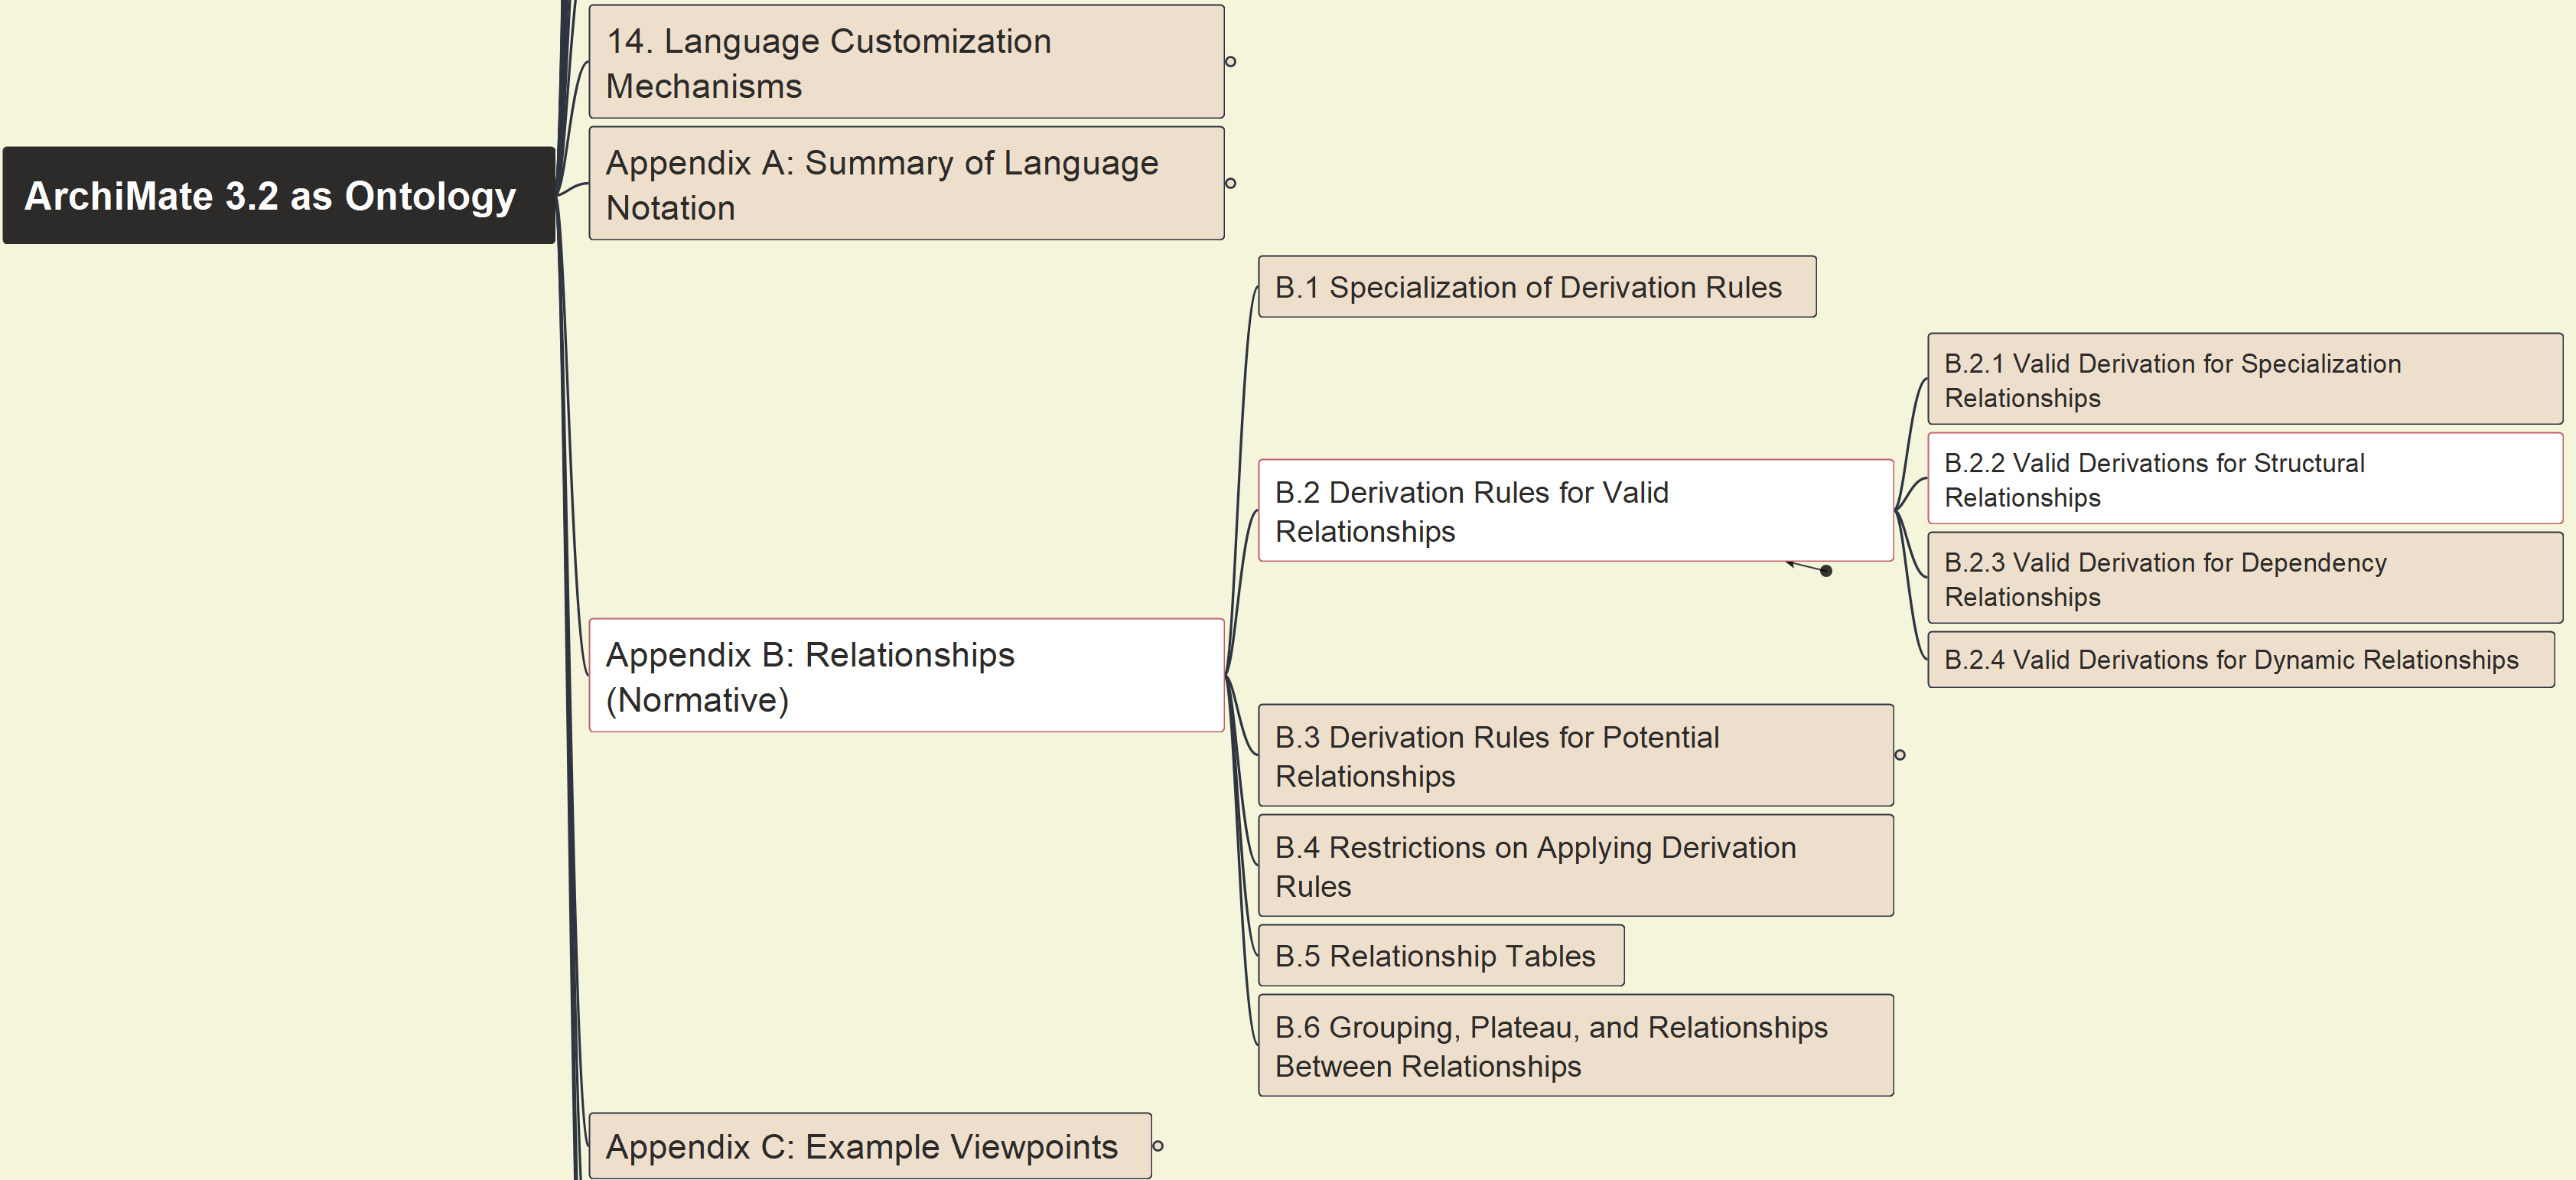 ArchiMate 3.2 as Ontology
14. Language Customization
Mechanisms
Appendix A: Summary of Language
Notation
Appendix B: Relationships
(Normative)
B.1 Specialization of Derivation Rules
B.2 Derivation Rules for Valid
Relationships
B.2.1 Valid Derivation for Specialization
Relationships
B.2.2 Valid Derivations for Structural
Relationships
B.2.3 Valid Derivation for Dependency
Relationships
B.2.4 Valid Derivations for Dynamic Relationships
B.3 Derivation Rules for Potential
Relationships
B.4 Restrictions on Applying Derivation
Rules
B.5 Relationship Tables
B.6 Grouping, Plateau, and Relationships
Between Relationships
Appendix C: Example Viewpoints